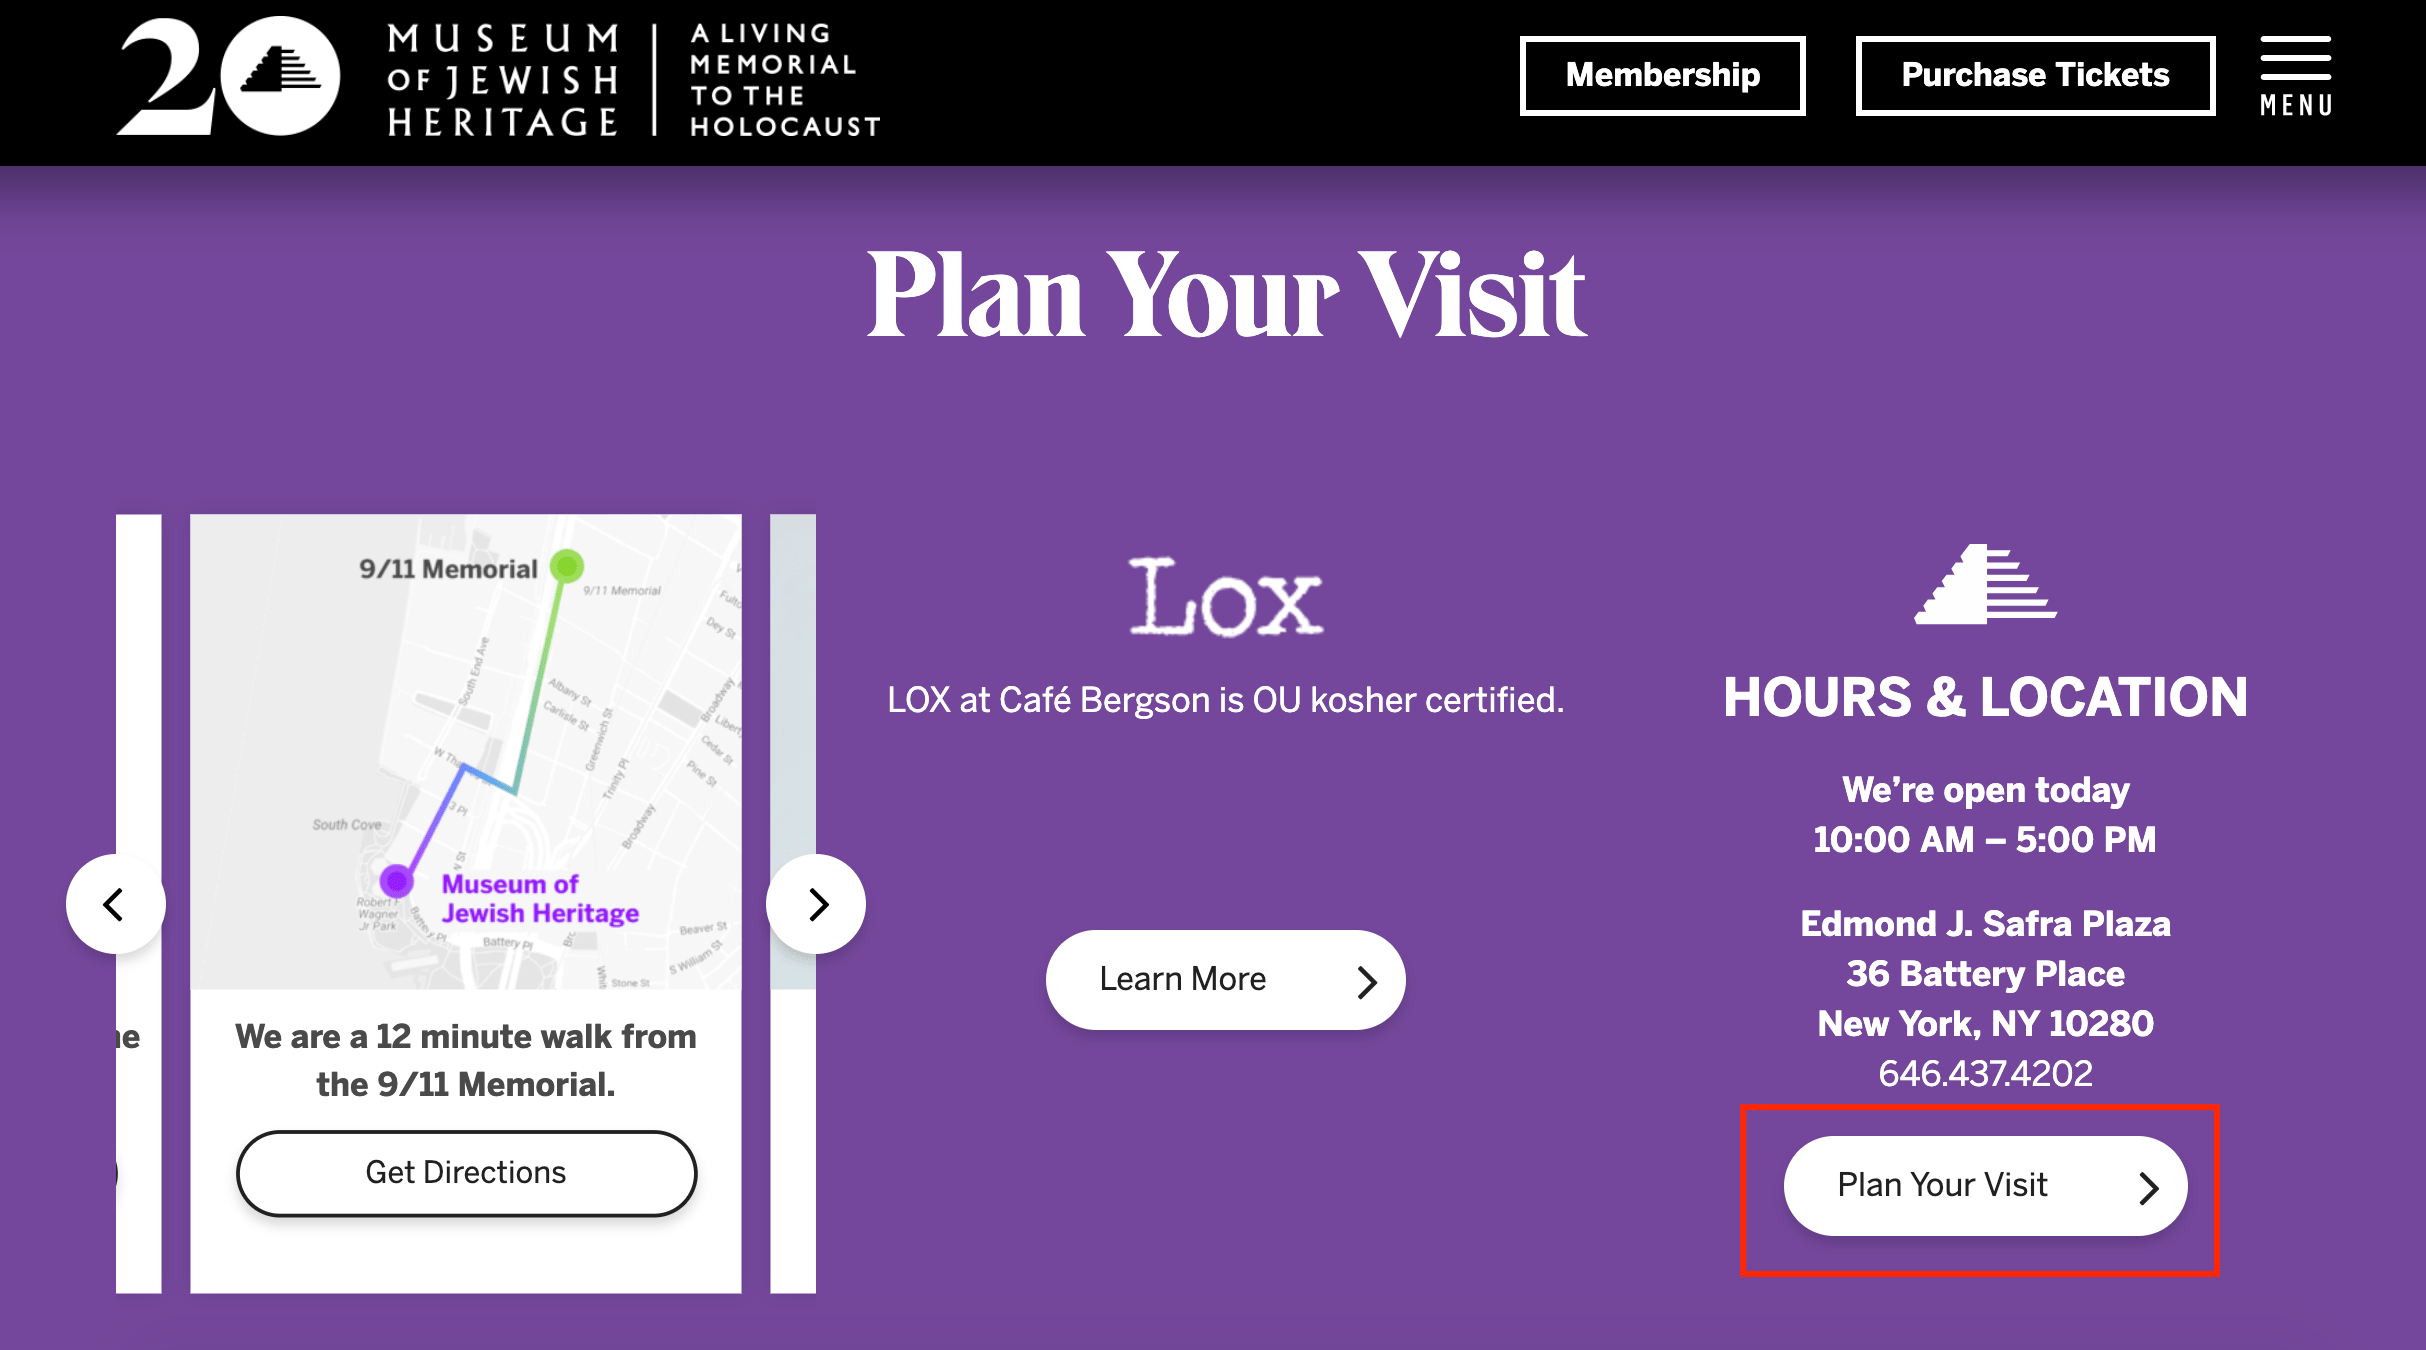 20
MUSEUM
OF JEWISH
HERITAGE
A LIVING
MEMORIAL
TO THE
HOLOCAUST
Membership
Purchase Tickets
MENU
Plan Your Visit
9/11 Memorial
9/11 Memorial
Dey St
South End Ave
Albany St
Carlisle St
Greenwich St
Broadway
Cedar St
Pine St
Trinity Pl
Broadway
3 Pl
South Cove
Museum of
Jewish Heritage
Wagner
Jr Park
Battery Pl
Battery Pl
Beaver St
S William St
Stone St
We are a 12 minute walk from
the 9/11 Memorial.
Get Directions
Lox
LOX at Café Bergson is OU kosher certified.
Learn More
HOURS & LOCATION
We’re open today
10:00 AM – 5:00 PM
Edmond J. Safra Plaza
36 Battery Place
New York, NY 10280
646.437.4202
Plan Your Visit